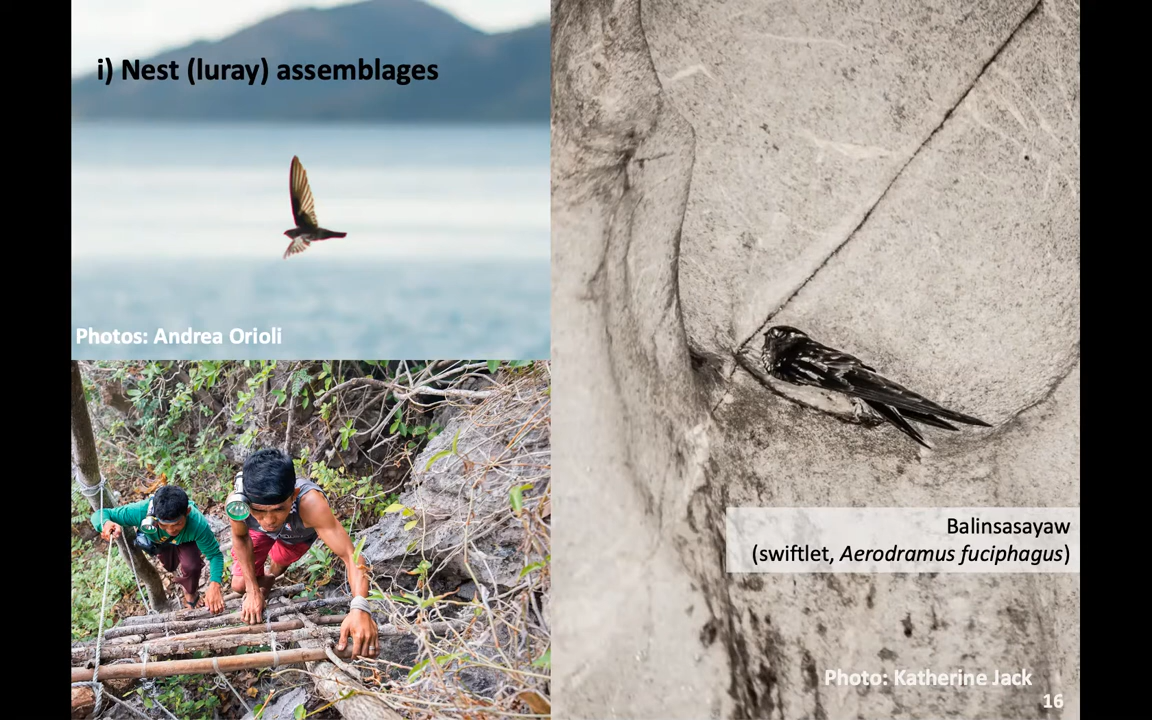 i) Nest (luray) assemblages
Photos: Andrea Orioli
Balinsasayaw
(swiftlet, Aerodramus fuciphagus)
Photo: Katherine Jack
16